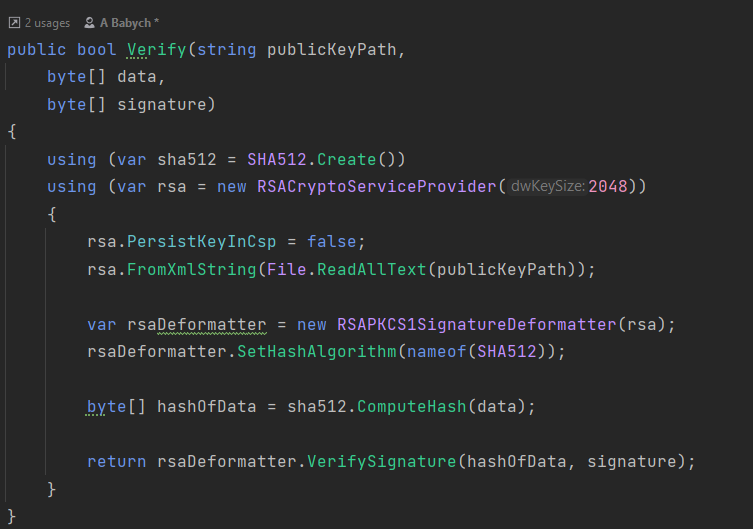 2 usages A Babych *
public bool Verify(string publicKeyPath,
    byte[] data,
    byte[] signature)
{
    using (var sha512 = SHA512.Create())
    using (var rsa = new RSACryptoServiceProvider(dwKeySize:2048))
    {
        rsa.PersistKeyInCsp = false;
        rsa.FromXmlString(File.ReadAllText(publicKeyPath));

        var rsaDeformatter = new RSAPKCS1SignatureDeformatter(rsa);
        rsaDeformatter.SetHashAlgorithm(nameof(SHA512));

        byte[] hashOfData = sha512.ComputeHash(data);

        return rsaDeformatter.VerifySignature(hashOfData, signature);
    }
}